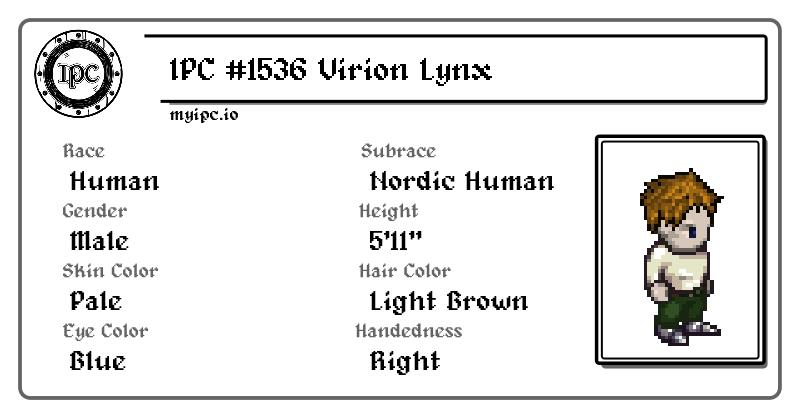 IPC
IPC #1536 Virion Lynx
myipc.io
Race
Human
Subrace
Nordic Human
Gender
Male
Height
5'11"
Skin Color
Pale
Hair Color
Light Brown
Eye Color
Blue
Handedness
Right